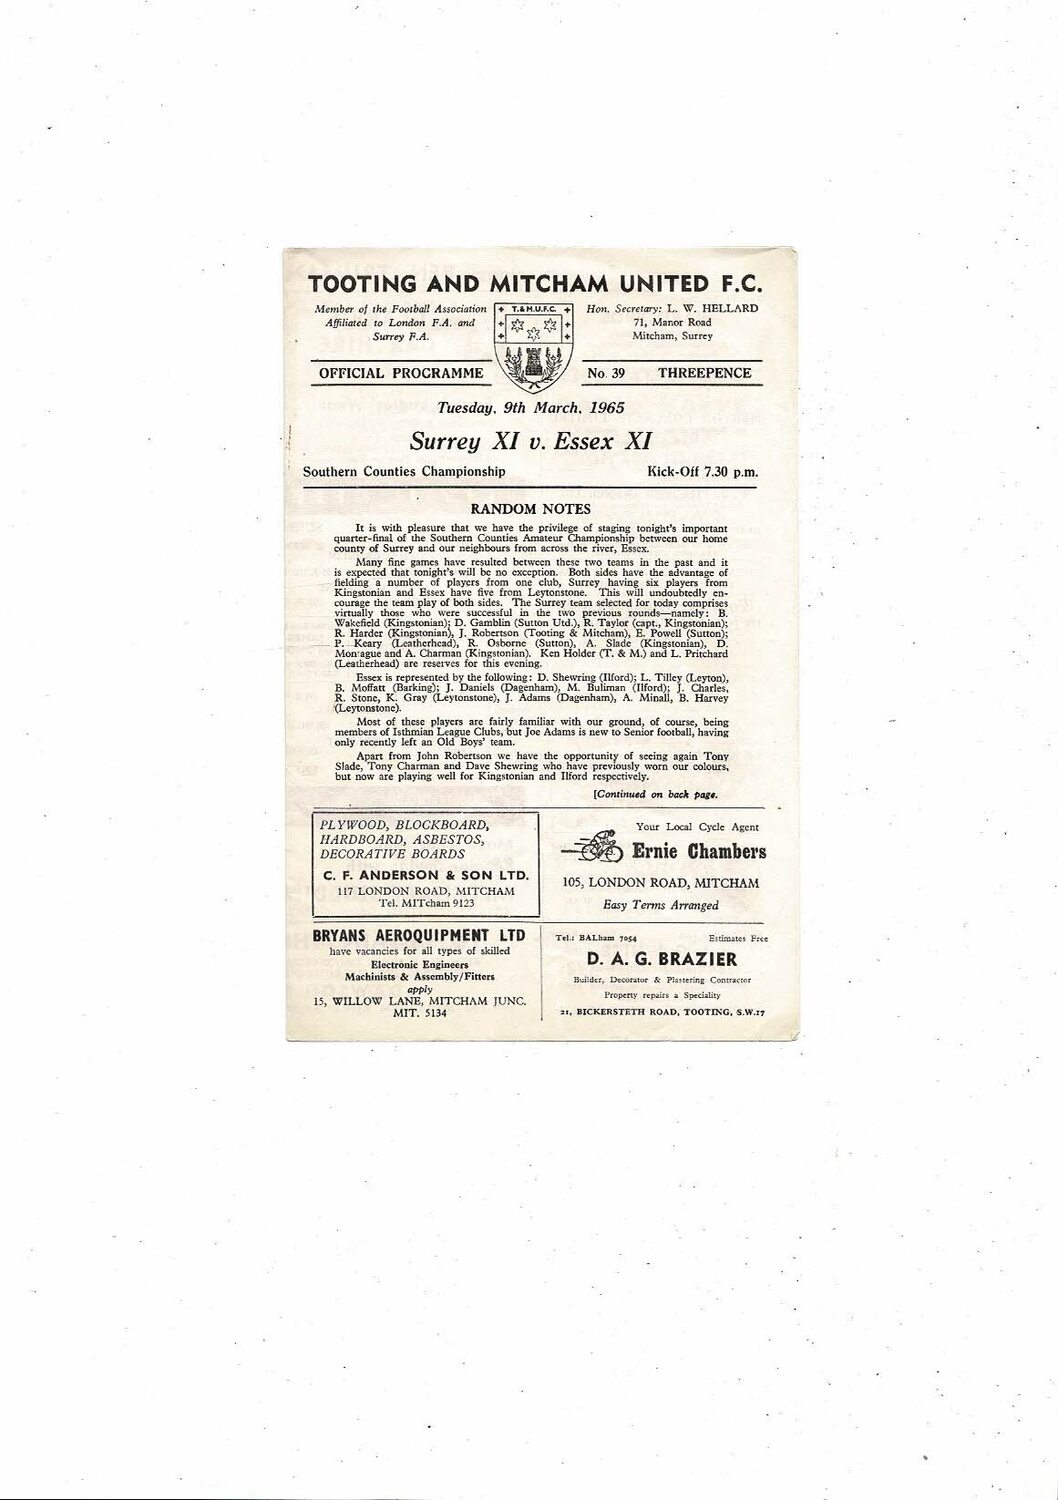 TOOTING AND MITCHAM UNITED F.C.
Member of the Football Association
Affiliated to London F.A. and
Surrey F.A.
T. & M.U.F.C.
Hon. Secretary: L. W. HELLARD
71, Manor Road
Mitcham, Surrey
OFFICIAL PROGRAMME
No. 39 THREEPENCE
Tuesday, 9th March, 1965
Surrey XI v. Essex XI
Southern Counties Championship Kick-Off 7.30 p.m.
RANDOM NOTES
It is with pleasure that we have the privilege of staging tonight's important
quarter-final of the Southern Counties Amateur Championship between our home
county of Surrey and our neighbours from across the river, Essex.
Many fine games have resulted between these two teams in the past and it
is expected that tonight's will be no exception. Both sides have the advantage of
fielding a number of players from one club, Surrey having six players from
Kingstonian and Essex have five from Leytonstone. This will undoubtedly en-
courage the team play of both sides. The Surrey team selected for today comprises
virtually those who were successful in the two previous rounds—namely: B.
Wakefield (Kingstonian); D. Gamblin (Sutton Utd.), R. Taylor (capt., Kingstonian);
R. Harder (Kingstonian), J. Robertson (Tooting & Mitcham), E. Powell (Sutton);
P. Keary (Leatherhead), R. Osborne (Sutton), A. Slade (Kingstonian), D.
Montague and A. Charman (Kingstonian). Ken Holder (T. & M.) and L. Pritchard
(Leatherhead) are reserves for this evening.
Essex is represented by the following: D. Shewring (Ilford); L. Tilley (Leyton),
B. Moffatt (Barking); J. Daniels (Dagenham), M. Bullman (Ilford); J. Charles,
R. Stone, K. Gray (Leytonstone), J. Adams (Dagenham), A. Minall, B. Harvey
(Leytonstone).
Most of these players are fairly familiar with our ground, of course, being
members of Isthmian League Clubs, but Joe Adams is new to Senior football, having
only recently left an Old Boys' team.
Apart from John Robertson we have the opportunity of seeing again Tony
Slade, Tony Charman and Dave Shewring who have previously worn our colours,
but now are playing well for Kingstonian and Ilford respectively.
[Continued on back page.
PLYWOOD, BLOCKBOARD,
HARDBOARD, ASBESTOS,
DECORATIVE BOARDS
C. F. ANDERSON & SON LTD.
117 LONDON ROAD, MITCHAM
Tel. MITcham 9123
Your Local Cycle Agent
Ernie Chambers
105, LONDON ROAD, MITCHAM
Easy Terms Arranged
BRYANS AEROQUIPMENT LTD
have vacancies for all types of skilled
Electronic Engineers
Machinists & Assembly/Fitters
apply
15, WILLOW LANE, MITCHAM JUNC.
MIT. 5134
Tel.: BALham 7054 Estimates Free
D. A. G. BRAZIER
Builder, Decorator & Plastering Contractor
Property repairs a Speciality
21, BICKERSTETH ROAD, TOOTING, S.W.17